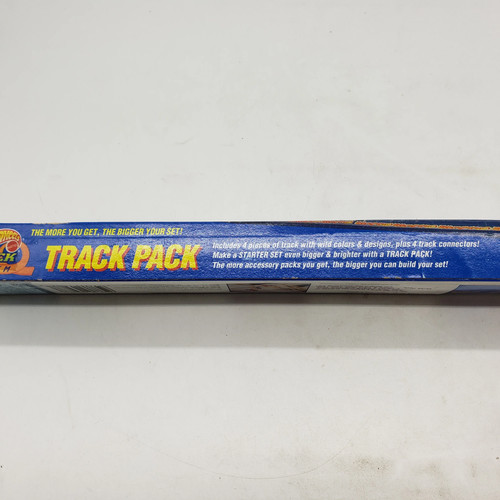 THE MORE YOU GET, THE BIGGER YOUR SET!
TRACK PACK
Includes 4 pieces of track with wild colors & designs, plus 4 track connectors!
Make a STARTER SET even bigger & brighter with a TRACK PACK!
The more accessory packs you get, the bigger you can build your set!